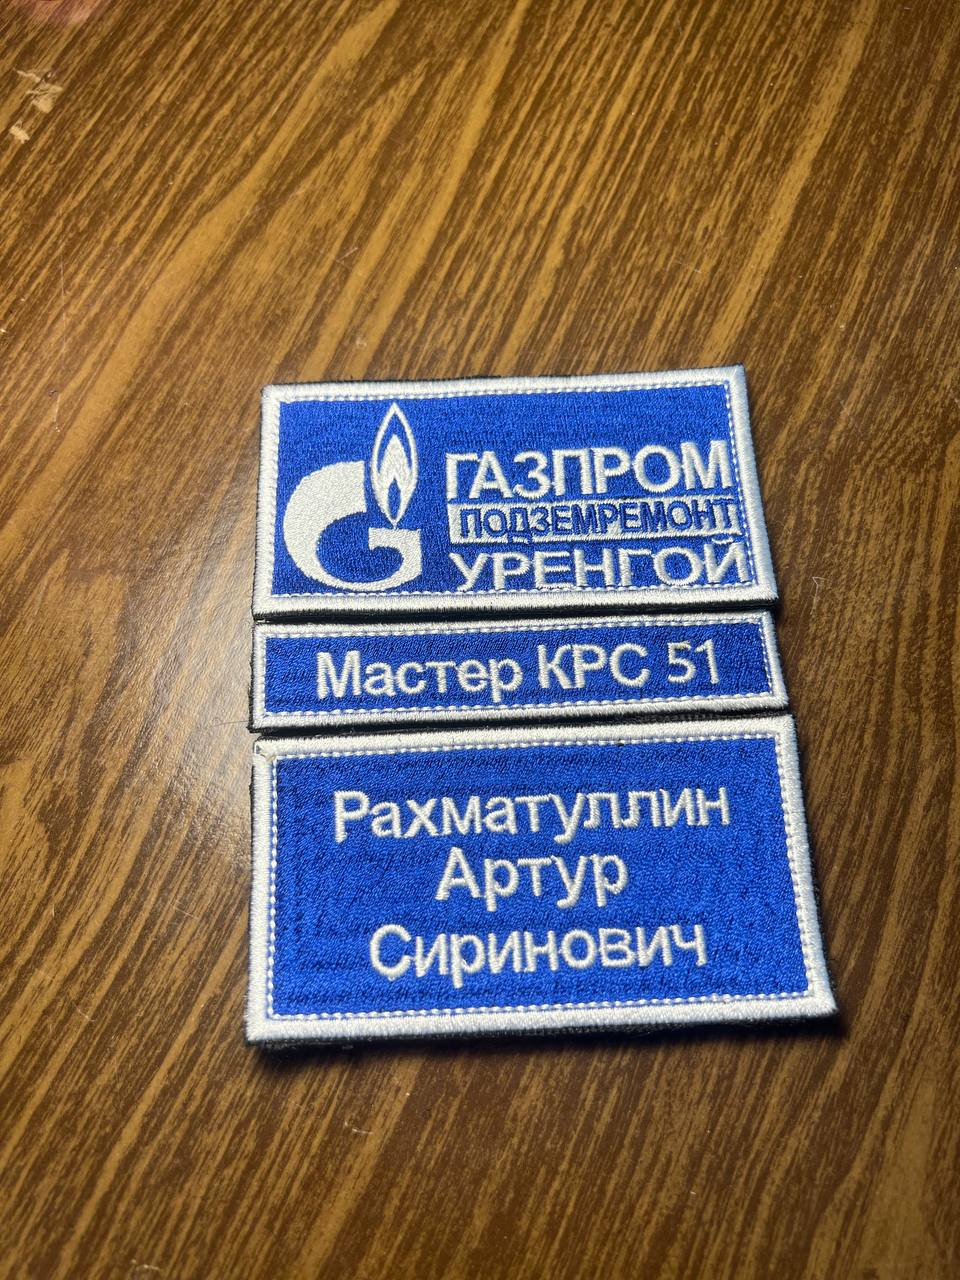 ГАЗПРОМ
ПОДЗЕМРЕМОНТ
УРЕНГОЙ
Мастер КРС 51
Рахматуллин
Артур
Сиринович